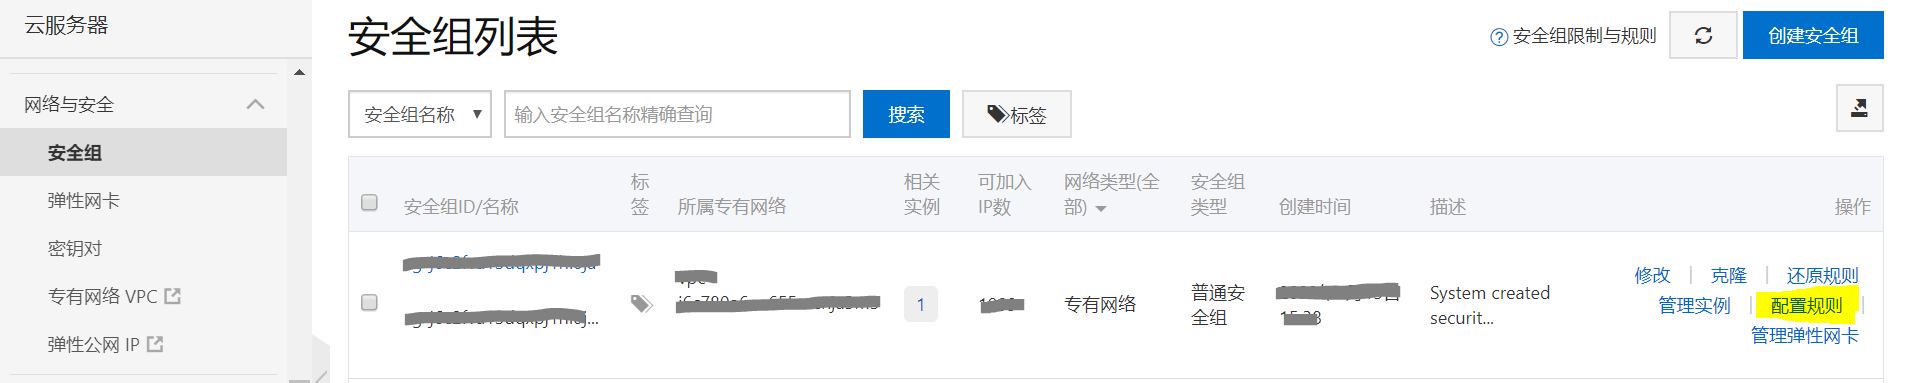 云服务器
网络与安全
安全组
弹性网卡
密钥对
专有网络 VPC
弹性公网 IP
安全组列表
安全组限制与规则
创建安全组
安全组名称
输入安全组名称精确查询
搜索
标签
安全组ID/名称
标
签
所属专有网络
相关
实例
可加入
IP数
网络类型(全
部)
安全组
类型
创建时间
描述
操作
1
专有网络
普通安
全组
System created
securit...
修改 | 克隆 | 还原规则
管理实例 | 配置规则 |
管理弹性网卡